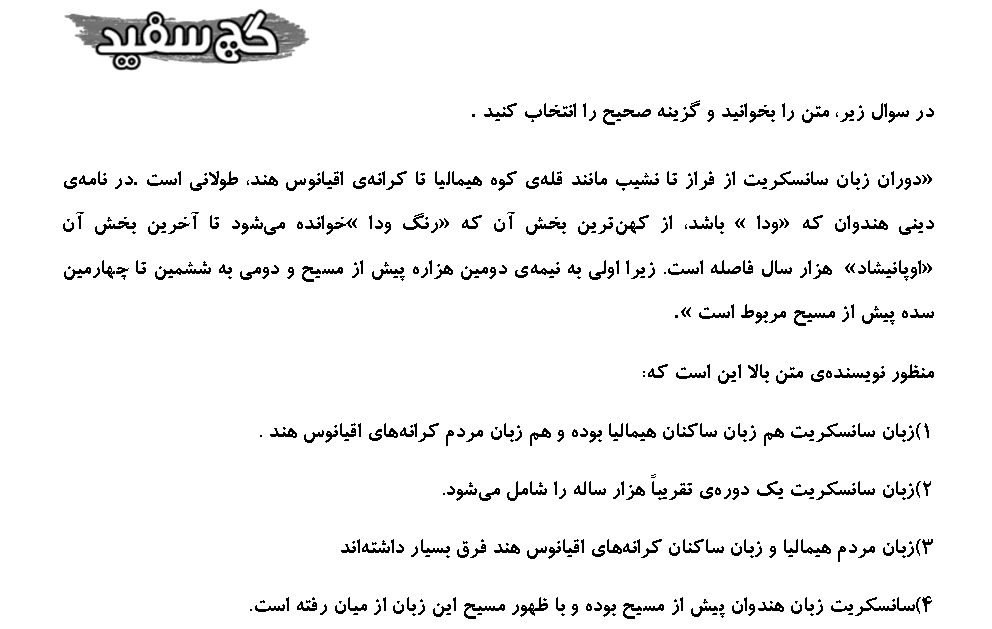 گچ سفید
در سوال زیر، متن را بخوانید و گزینه صحیح را انتخاب کنید .
«دوران زبان سانسکریت از فراز تا نشیب مانند قله‌ی کوه هیمالیا تا کرانه‌ی اقیانوس هند، طولانی است .در نامه‌ی
دینی هندوان که «ودا » باشد، از کهن‌ترین بخش آن که «رنگ ودا »خوانده می‌شود تا آخرین بخش آن
«اوپانیشاد» هزار سال فاصله است. زیرا اولی به نیمه‌ی دومین هزاره پیش از مسیح و دومی به ششمین تا چهارمین
سده پیش از مسیح مربوط است ».
منظور نویسنده‌ی متن بالا این است که:
۱)زبان سانسکریت هم زبان ساکنان هیمالیا بوده و هم زبان مردم کرانه‌های اقیانوس هند .
۲)زبان سانسکریت یک دوره‌ی تقریباً هزار ساله را شامل می‌شود.
۳)زبان مردم هیمالیا و زبان ساکنان کرانه‌های اقیانوس هند فرق بسیار داشته‌اند
۴)سانسکریت زبان هندوان پیش از مسیح بوده و با ظهور مسیح این زبان از میان رفته است.